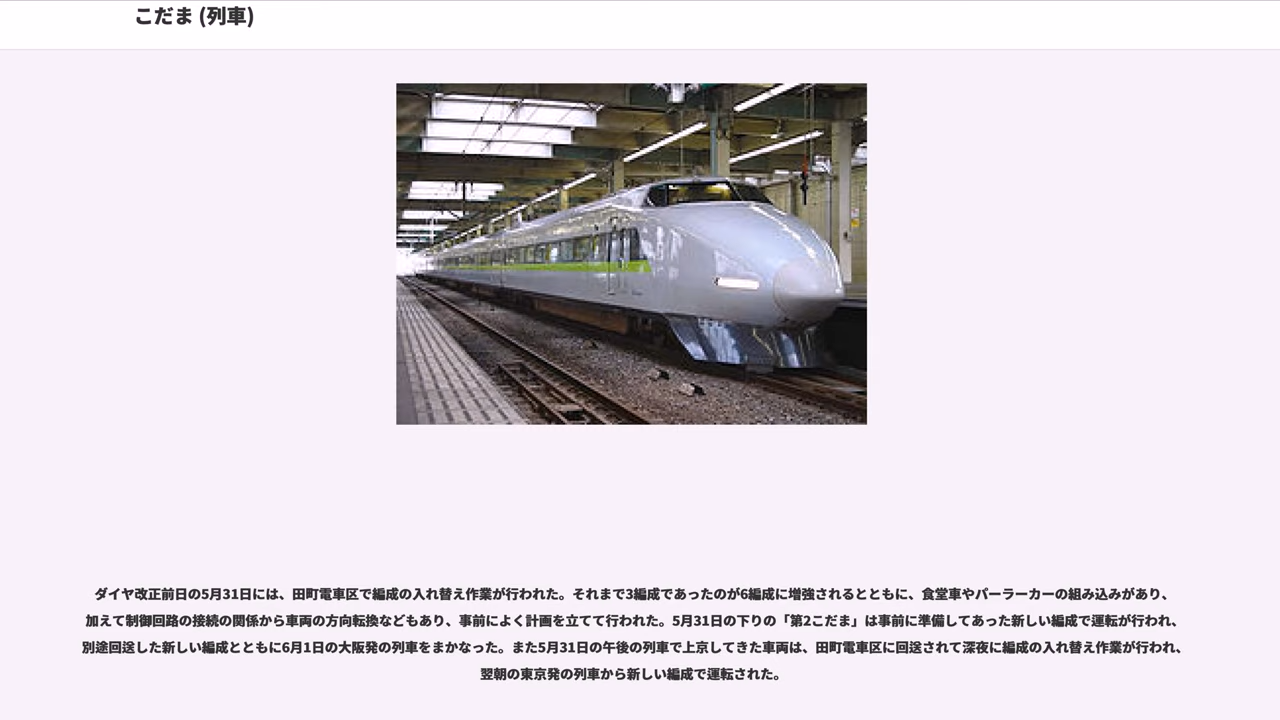 こだま (列車)
ダイヤ改正前日の5月31日には、田町電車区で編成の入れ替え作業が行われた。それまで3編成であったのが6編成に増強されるとともに、食堂車やパーラーカーの組み込みがあり、
加えて制御回路の接続の関係から車両の方向転換などもあり、事前によく計画を立てて行われた。5月31日の下りの「第2こだま」は事前に準備してあった新しい編成で運転が行われ、
別途回送した新しい編成とともに6月1日の大阪発の列車をまかなった。また5月31日の午後の列車で上京してきた車両は、田町電車区に回送されて深夜に編成の入れ替え作業が行われ、
翌朝の東京発の列車から新しい編成で運転された。